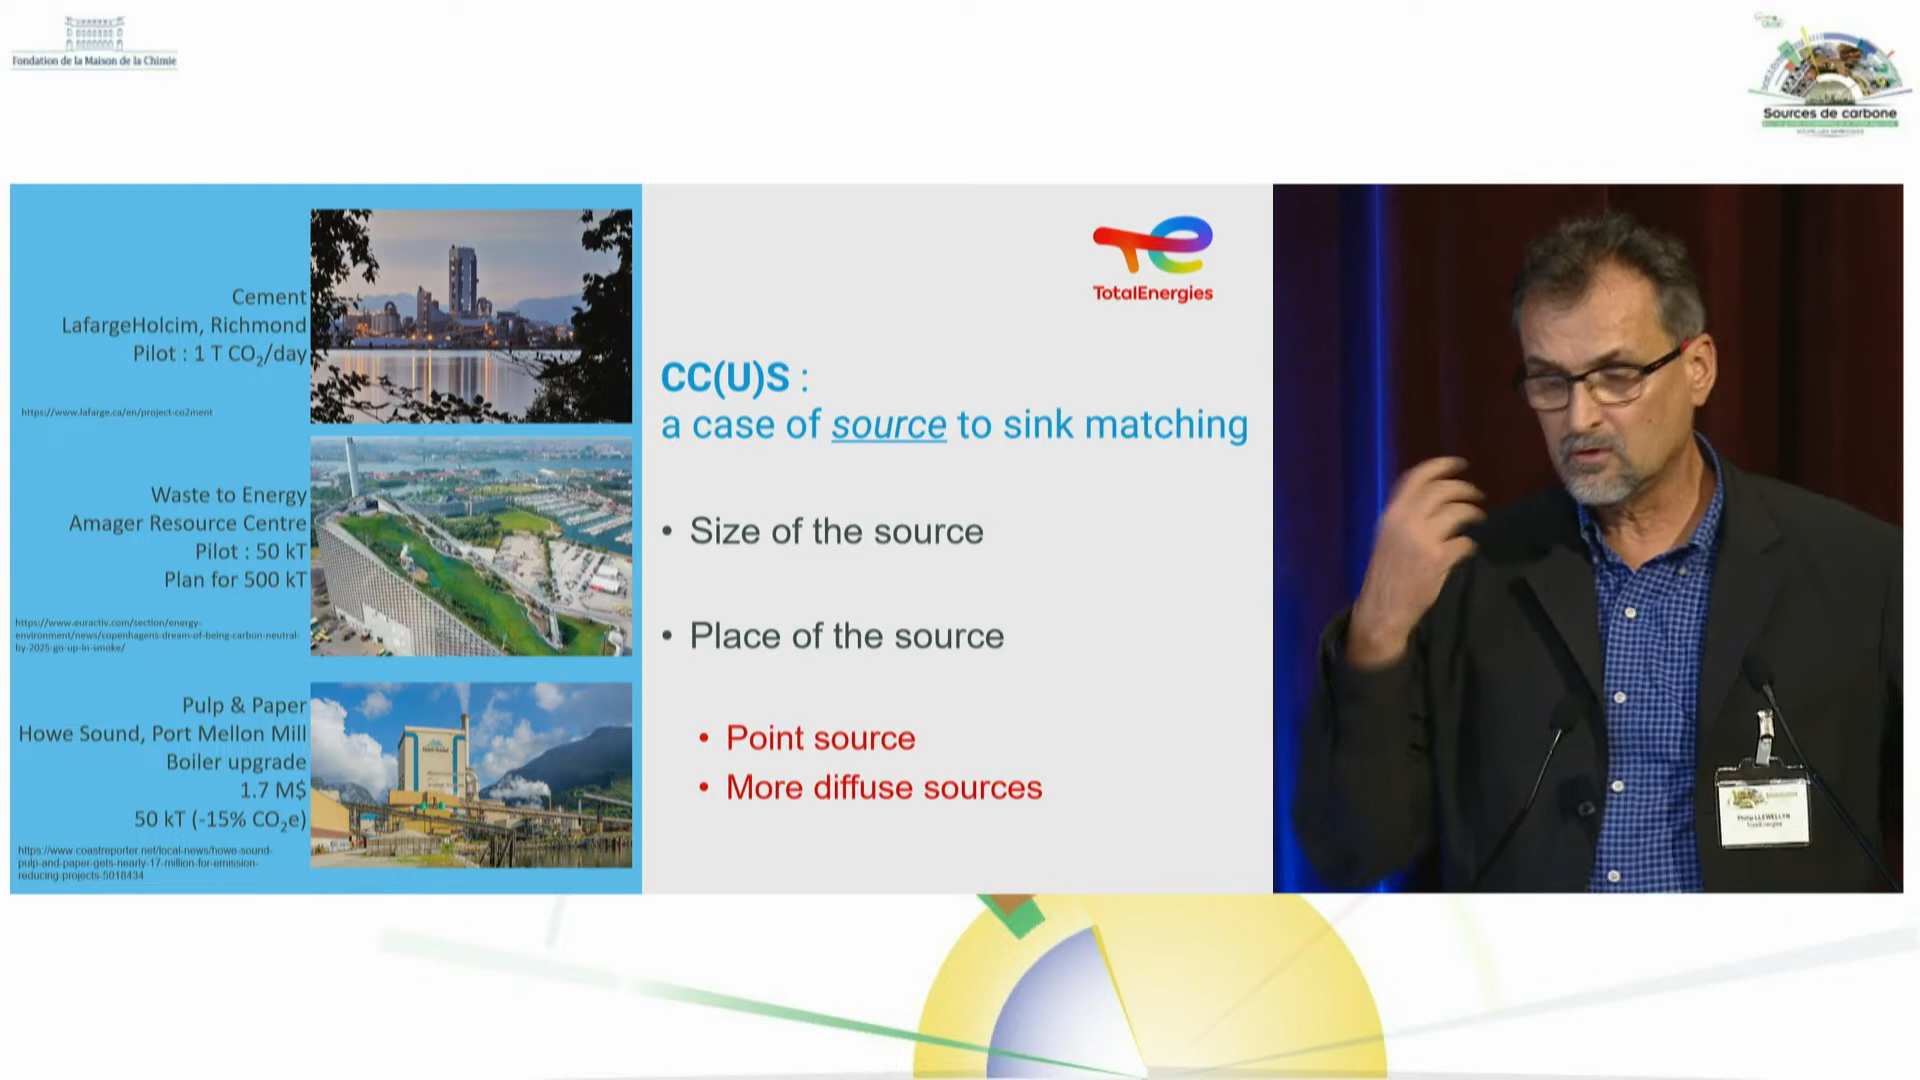 Fondation de la Maison de la Chimie
Sources de carbone
Cement
LafargeHolcim, Richmond
Pilot : 1 T CO₂/day
https://www.lafarge.ca/en/project-co2ment
Waste to Energy
Amager Resource Centre
Pilot : 50 kT
Plan for 500 kT
https://www.euractiv.com/section/energy-
environment/news/copenhagens-dream-of-being-carbon-neutral-
by-2025-go-up-in-smoke/
Pulp & Paper
Howe Sound, Port Mellon Mill
Boiler upgrade
1.7 M$
50 kT (-15% CO₂e)
https://www.coastreporter.net/local-news/howe-sound-
pulp-and-paper-gets-nearly-17-million-for-emission-
reducing-projects-5018434
TotalEnergies
CC(U)S :
a case of source to sink matching
• Size of the source
• Place of the source
• Point source
• More diffuse sources
Philip LLEWELLYN
TotalEnergies